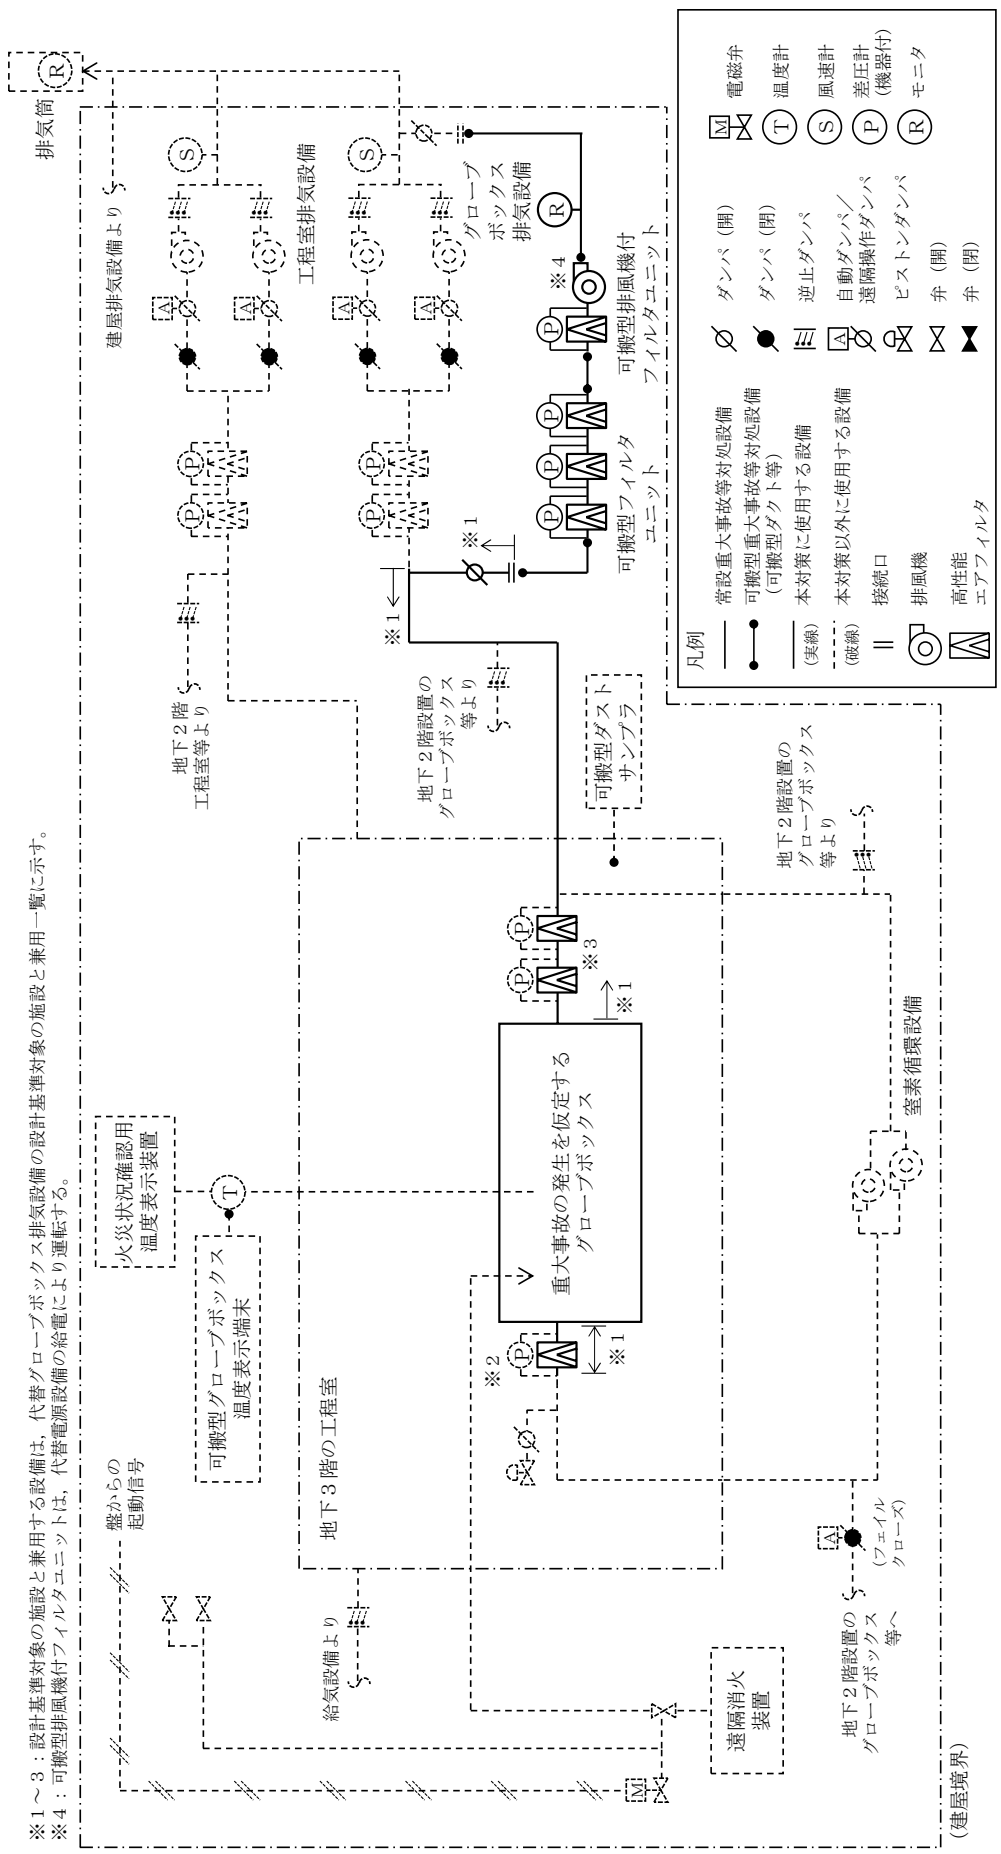 ※1～3：設計基準対象の施設と兼用する設備は，代替グローブボックス排気設備の設計基準対象の施設と兼用一覧に示す。
※4：可搬型排風機付フィルタユニットは，代替電源設備の給電により運転する。
盤からの
起動信号
火災状況確認用
温度表示装置
T
可搬型グローブボックス
温度表示端末
地下２階
工程室等より
建屋排気設備より
排気筒
R
P
P
A
A
S
工程室排気設備
P
P
A
A
S
グローブ
ボックス
排気設備
※1
※1
地下２階設置の
グローブボックス
等より
P
P
P
P
R
※4
可搬型フィルタ
ユニット
可搬型排風機付
フィルタユニット
可搬型ダスト
サンプラ
給気設備より
地下３階の工程室
※2
P
※1
重大事故の発生を仮定する
グローブボックス
P
P
※3
※1
地下２階設置の
グローブボックス
等より
窒素循環設備
M
遠隔消火
装置
A
(フェイル
クローズ)
地下２階設置の
グローブボックス
等へ
(建屋境界)
凡例
常設重大事故等対処設備
可搬型重大事故等対処設備
(可搬型ダクト等)
(実線)
本対策に使用する設備
(破線)
本対策以外に使用する設備
接続口
排風機
高性能
エアフィルタ
ダンパ（開）
ダンパ（閉）
逆止ダンパ
A
自動ダンパ／
遠隔操作ダンパ
ピストンダンパ
弁（開）
弁（閉）
M
電磁弁
T
温度計
S
風速計
P
差圧計
(機器付)
R
モニタ